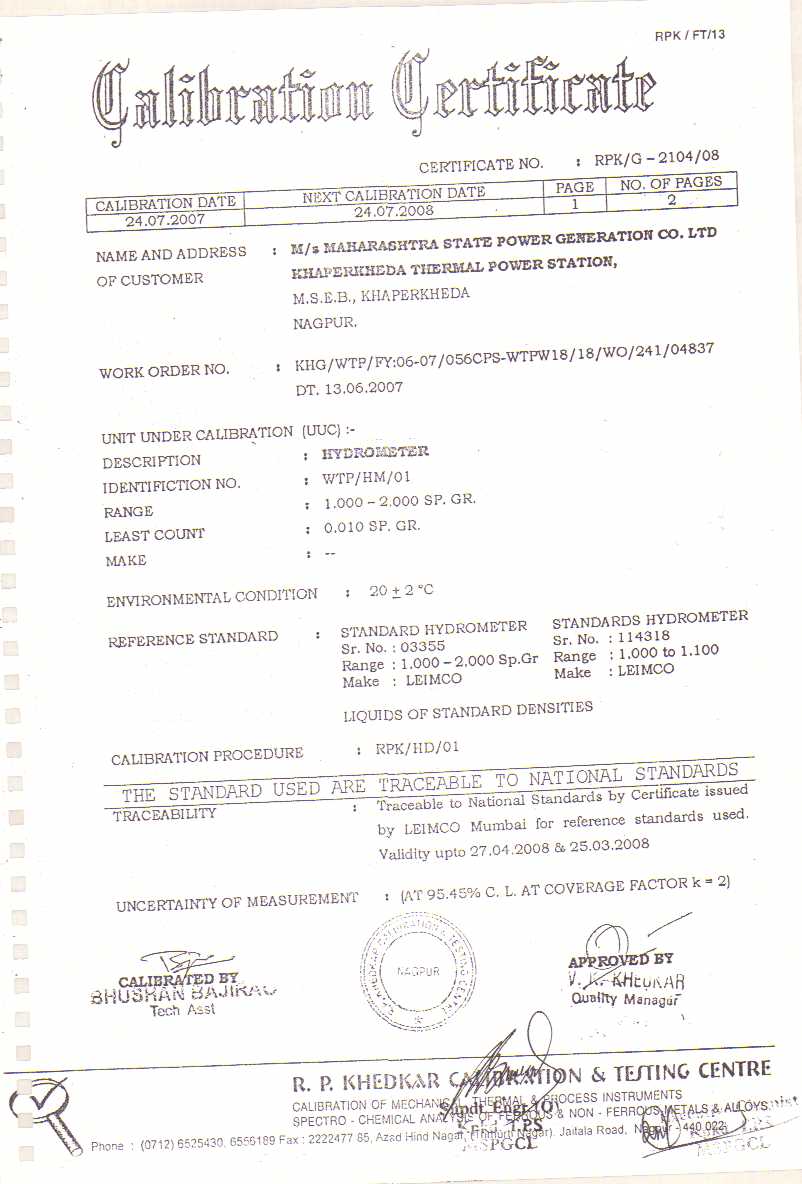 RPK / FT/13
Calibration Certificate
CERTIFICATE NO. : RPK/G – 2104/08
CALIBRATION DATE NEXT CALIBRATION DATE PAGE NO. OF PAGES
24.07.2007 24.07.2008 1 2
NAME AND ADDRESS : M/s MAHARASHTRA STATE POWER GENERATION CO. LTD
OF CUSTOMER KHAPERKHEDA THERMAL POWER STATION,
M.S.E.B., KHAPERKHEDA
NAGPUR.
WORK ORDER NO. : KHG/WTP/FY:06-07/056CPS-WTPW18/18/WO/241/04837
DT. 13.06.2007
UNIT UNDER CALIBRATION (UUC) :-
DESCRIPTION : HYDROMETER
IDENTIFICTION NO. : WTP/HM/01
RANGE : 1.000 – 2.000 SP. GR.
LEAST COUNT : 0.010 SP. GR.
MAKE : --
ENVIRONMENTAL CONDITION : 20 ± 2 °C
REFERENCE STANDARD : STANDARD HYDROMETER STANDARDS HYDROMETER
Sr. No. : 03355 Sr. No. : 114318
Range : 1.000 – 2.000 Sp.Gr Range : 1.000 to 1.100
Make : LEIMCO Make : LEIMCO
LIQUIDS OF STANDARD DENSITIES
CALIBRATION PROCEDURE : RPK/HD/01
THE STANDARD USED ARE TRACEABLE TO NATIONAL STANDARDS
TRACEABILITY : Traceable to National Standards by Certificate issued
by LEIMCO Mumbai for reference standards used.
Validity upto 27.04.2008 & 25.03.2008
UNCERTAINTY OF MEASUREMENT : (AT 95.45% C. L. AT COVERAGE FACTOR k = 2)
R. P. KHEDKAR CALIBRATION & TESTING CENTRE
NAGPUR
CALIBRATED BY APPROVED BY
BHUSHAN BAJIRAO V. K. KHEDKAR
Tech Asst Quality Manager
R. P. KHEDKAR CALIBRATION & TESTING CENTRE
CALIBRATION OF MECHANICAL, THERMAL & PROCESS INSTRUMENTS
Supdt. Engr (O)
SPECTRO - CHEMICAL ANALYSIS OF FERROUS & NON - FERROUS METALS & ALLOYS
TPS
Phone : (0712) 6525430, 6556189 Fax : 2222477 85, Azad Hind Nagar, (Trimurti Nagar). Jaitala Road, Nagpur - 440 022
MSPGCL MSPGCL